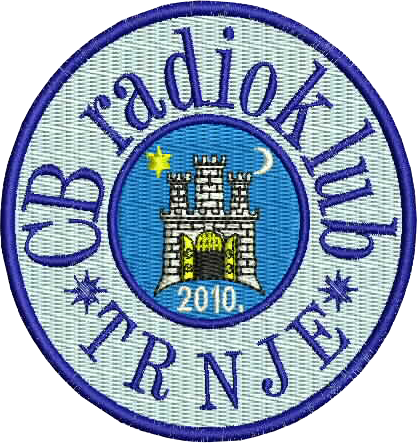 CB radioklub
*TRNJE*
2010.